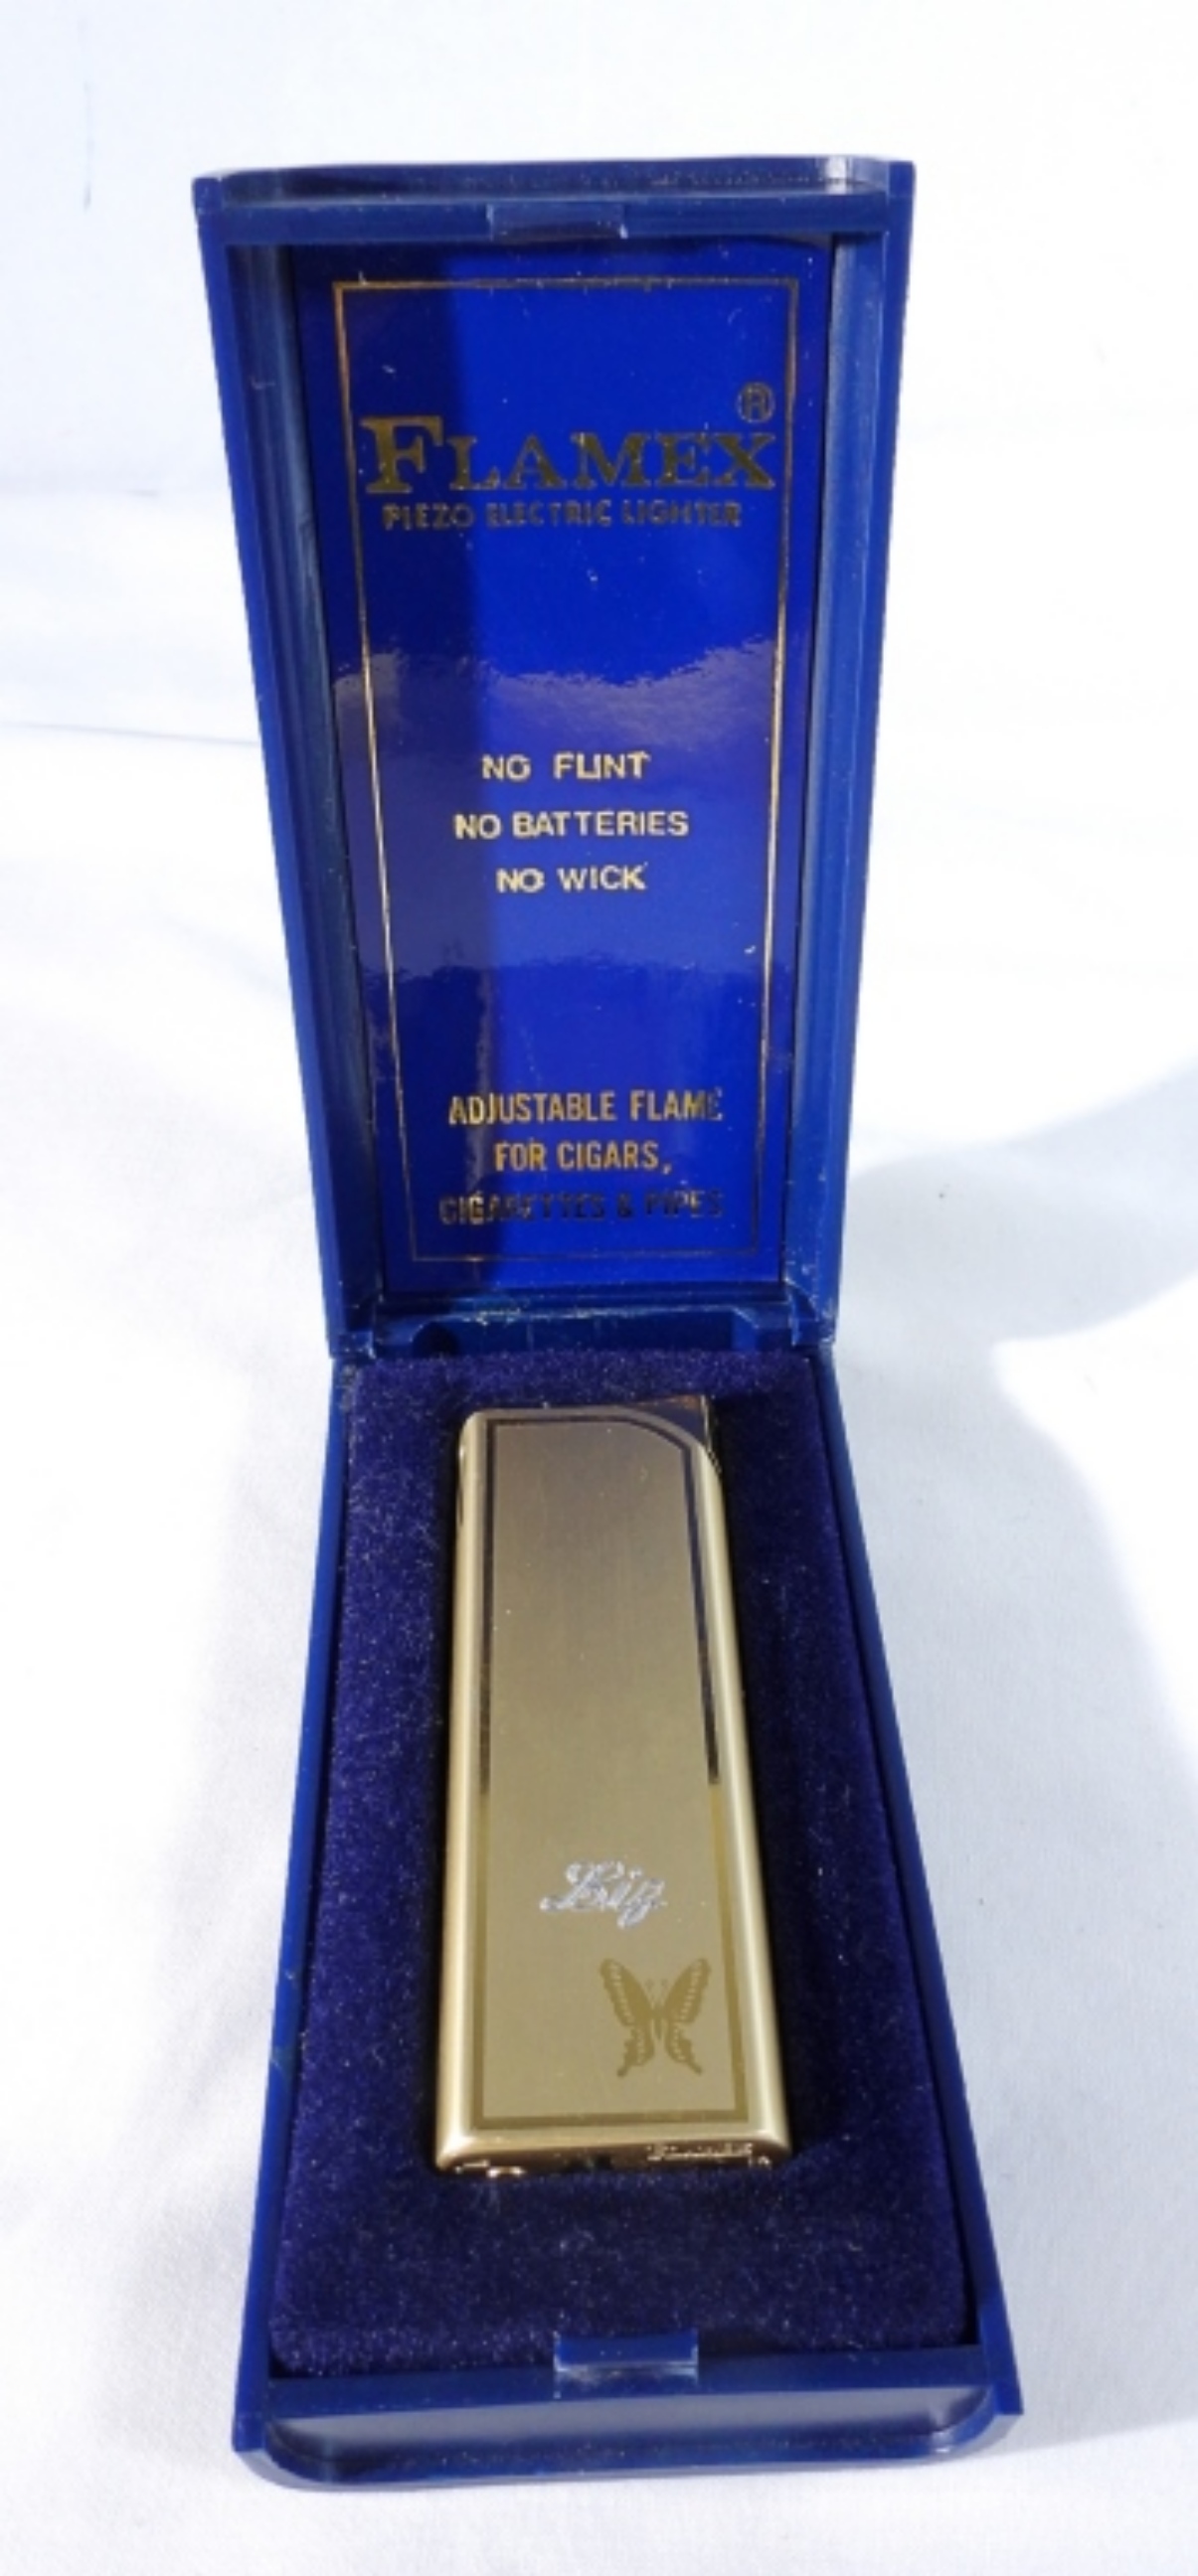 FLAMEX®
PIEZO ELECTRIC LIGHTER
NO FLINT
NO BATTERIES
NO WICK
ADJUSTABLE FLAME
FOR CIGARS,
CIGARETTES & PIPES
Liz